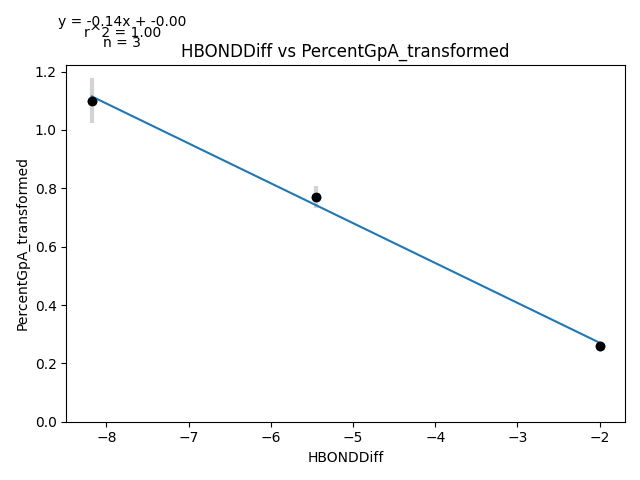 y = -0.14x + -0.00
r^2 = 1.00
n = 3
HBONDDiff vs PercentGpA_transformed
PercentGpA_transformed
1.2
1.0
0.8
0.6
0.4
0.2
0.0
−8
−7
−6
−5
−4
−3
−2
HBONDDiff